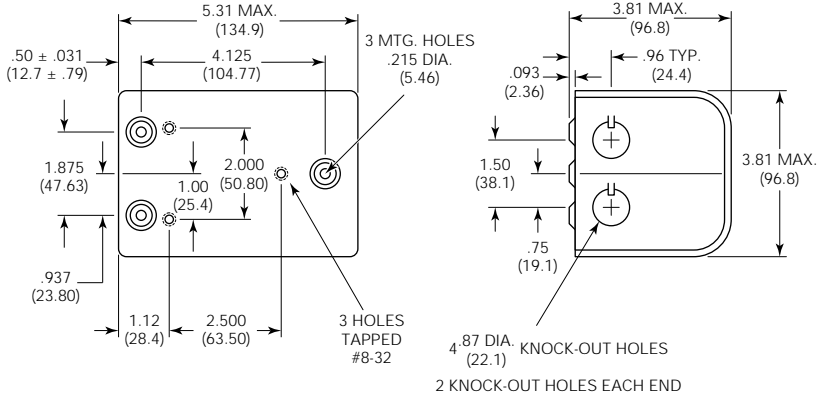 5.31 MAX.
(134.9)
.50 ± .031
(12.7 ± .79)
4.125
(104.77)
3 MTG. HOLES
.215 DIA.
(5.46)
1.875
(47.63)
1.00
(25.4)
2.000
(50.80)
.937
(23.80)
1.12
(28.4)
2.500
(63.50)
3 HOLES
TAPPED
#8-32
3.81 MAX.
(96.8)
.96 TYP.
(24.4)
.093
(2.36)
1.50
(38.1)
3.81 MAX.
(96.8)
.75
(19.1)
4 .87 DIA. KNOCK-OUT HOLES
(22.1)
2 KNOCK-OUT HOLES EACH END